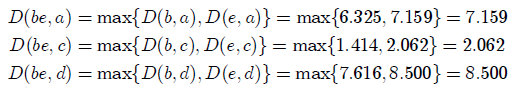 D(be, a) = max{D(b, a), D(e, a)} = max{6.325, 7.159} = 7.159
D(be, c) = max{D(b, c), D(e, c)} = max{1.414, 2.062} = 2.062
D(be, d) = max{D(b, d), D(e, d)} = max{7.616, 8.500} = 8.500